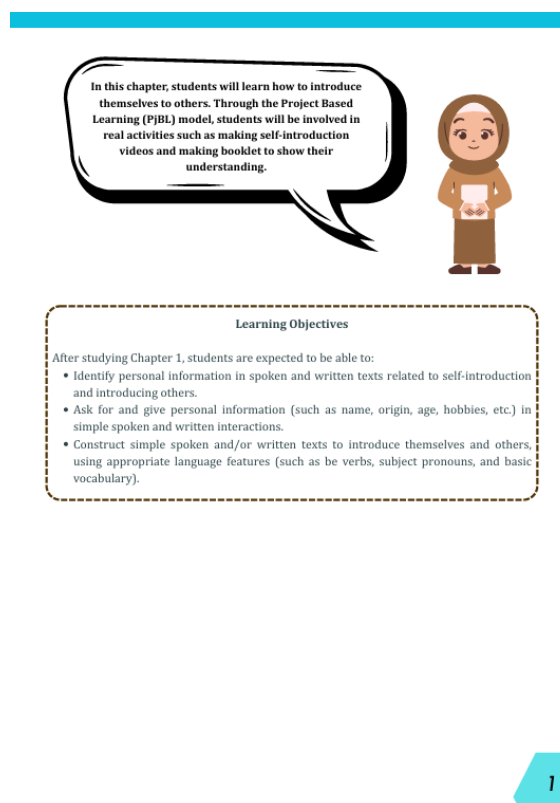 In this chapter, students will learn how to introduce
themselves to others. Through the Project Based
Learning (PjBL) model, students will be involved in
real activities such as making self-introduction
videos and making booklet to show their
understanding.
Learning Objectives
After studying Chapter 1, students are expected to be able to:
• Identify personal information in spoken and written texts related to self-introduction
and introducing others.
• Ask for and give personal information (such as name, origin, age, hobbies, etc.) in
simple spoken and written interactions.
• Construct simple spoken and/or written texts to introduce themselves and others,
using appropriate language features (such as be verbs, subject pronouns, and basic
vocabulary).
1